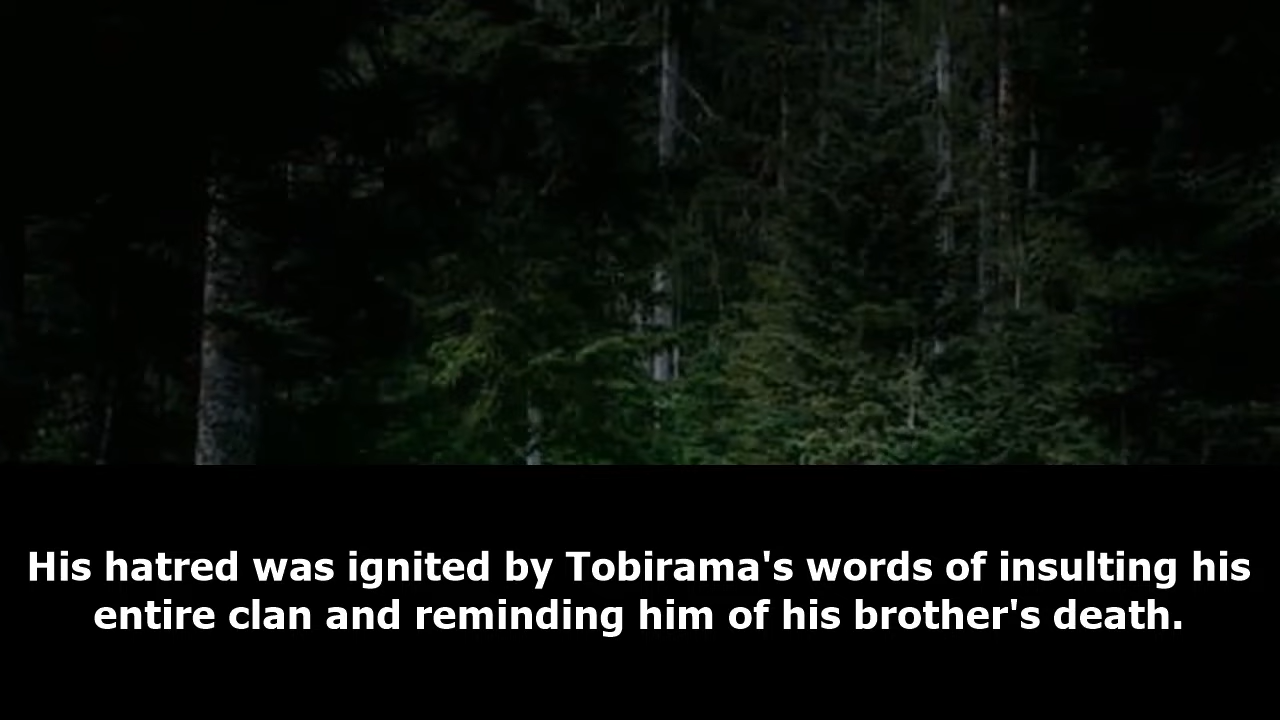 His hatred was ignited by Tobirama's words of insulting his
entire clan and reminding him of his brother's death.